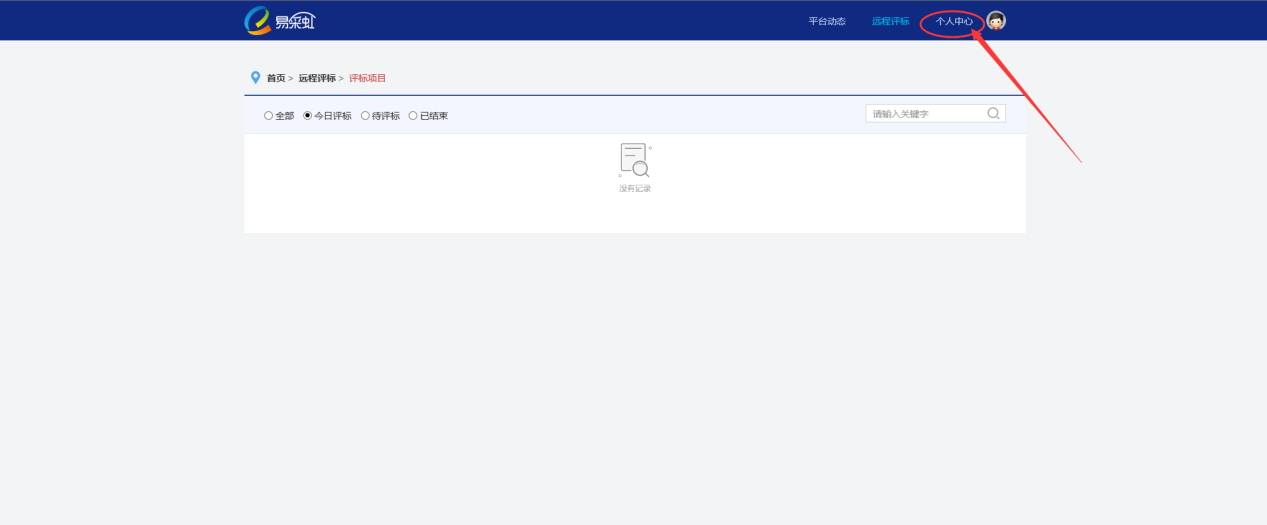 易采虹 平台动态 远程评标 个人中心
首页 > 远程评标 > 评标项目
全部 今日评标 待评标 已结束 请输入关键字
没有记录